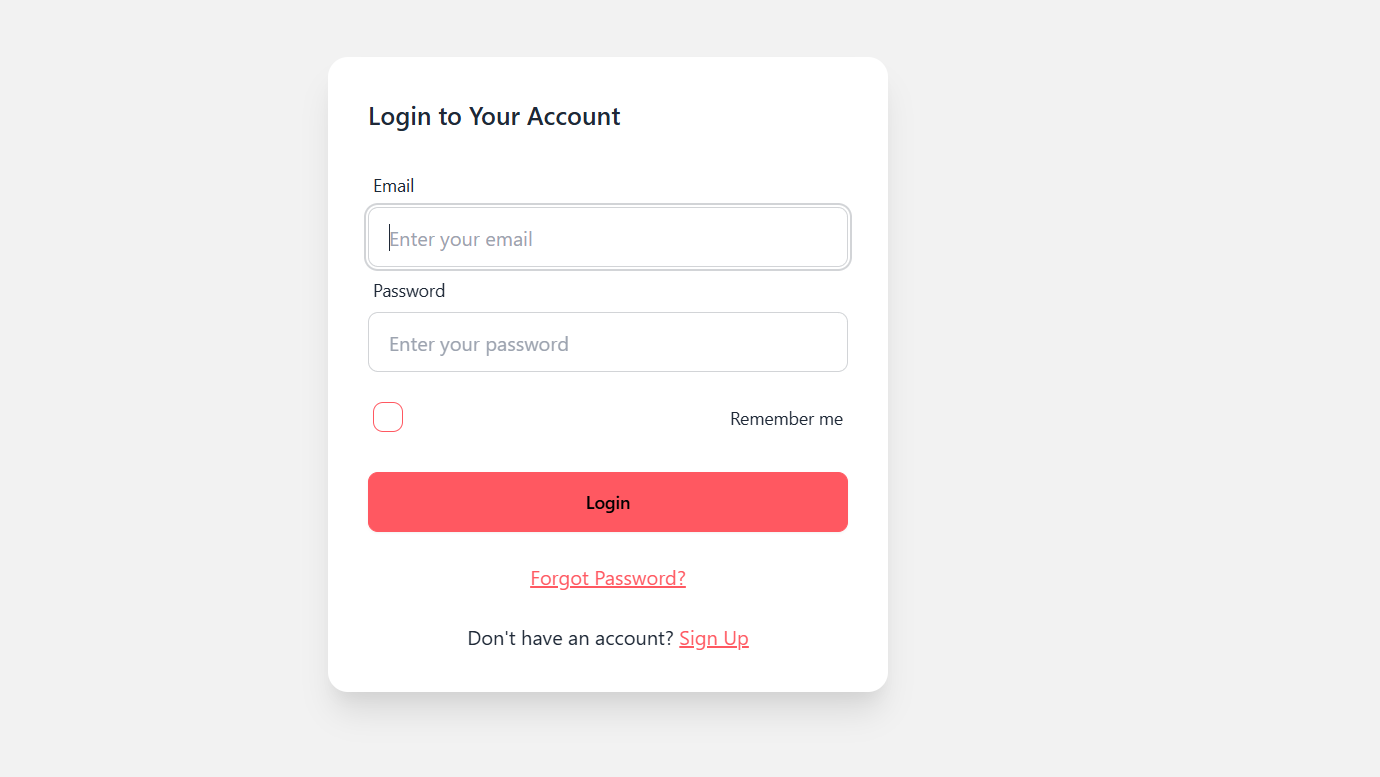 Login to Your Account
Email
Enter your email
Password
Enter your password
Remember me
Login
Forgot Password?
Don't have an account? Sign Up